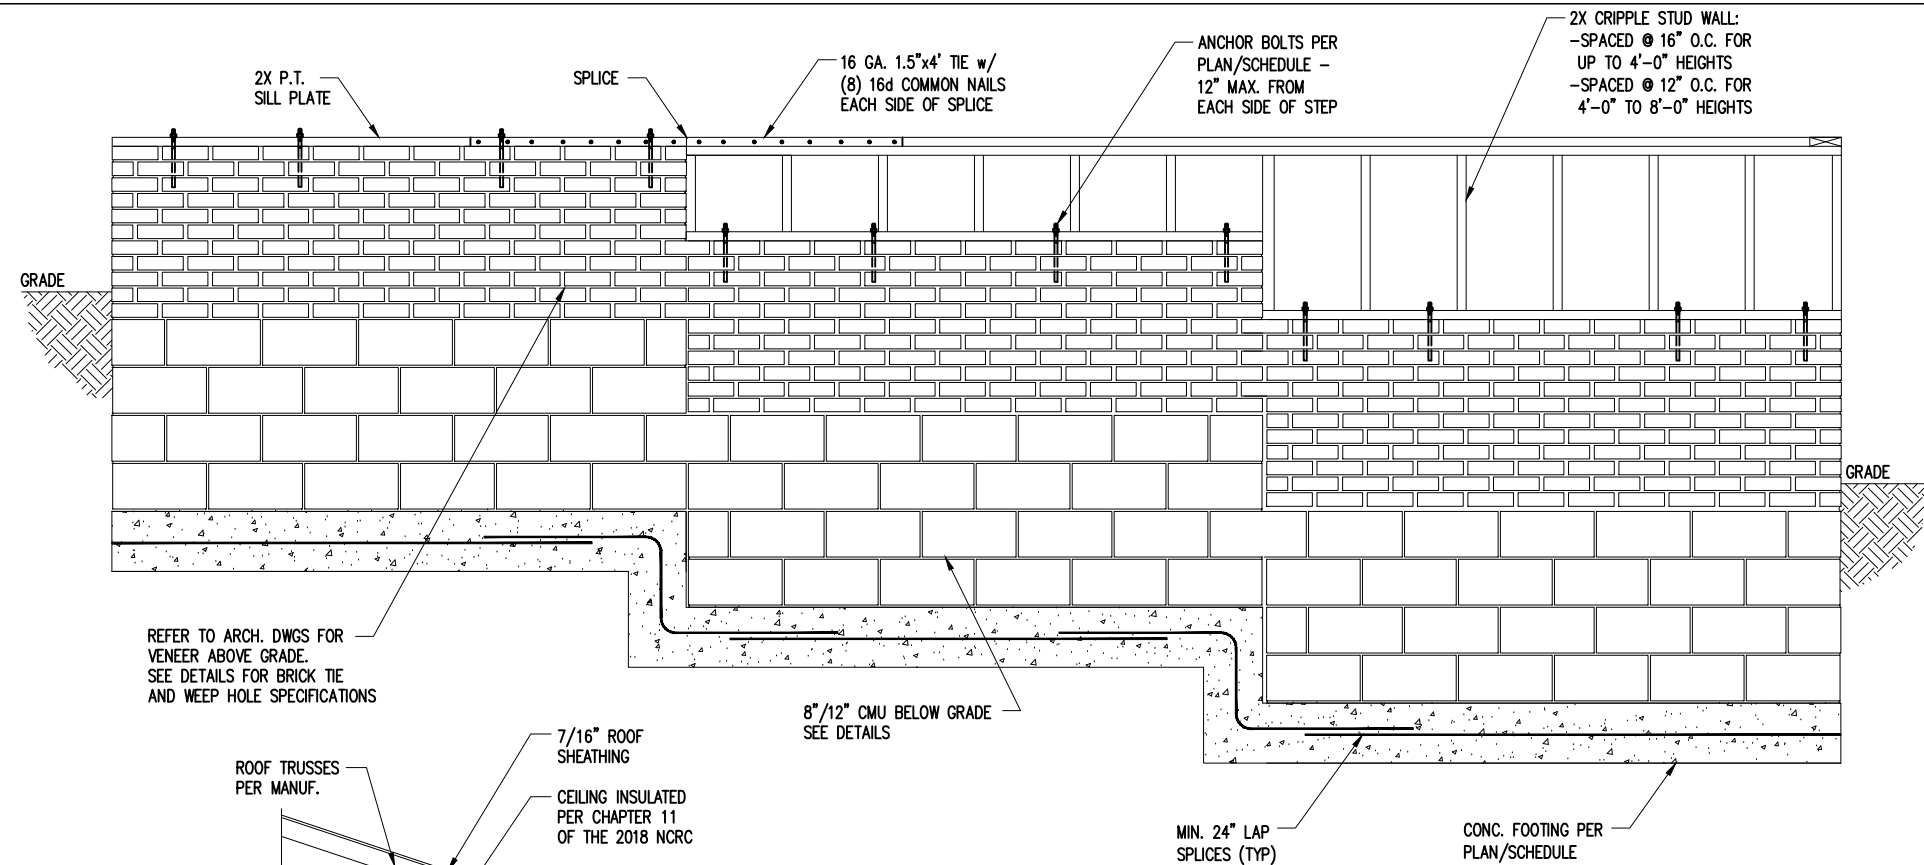 2X P.T.
SILL PLATE
SPLICE
16 GA. 1.5"x4' TIE w/
(8) 16d COMMON NAILS
EACH SIDE OF SPLICE
ANCHOR BOLTS PER
PLAN/SCHEDULE -
12" MAX. FROM
EACH SIDE OF STEP
2X CRIPPLE STUD WALL:
-SPACED @ 16" O.C. FOR
UP TO 4'-0" HEIGHTS
-SPACED @ 12" O.C. FOR
4'-0" TO 8'-0" HEIGHTS
GRADE
GRADE
REFER TO ARCH. DWGS FOR
VENEER ABOVE GRADE.
SEE DETAILS FOR BRICK TIE
AND WEEP HOLE SPECIFICATIONS
8"/12" CMU BELOW GRADE
SEE DETAILS
7/16" ROOF
SHEATHING
ROOF TRUSSES
PER MANUF.
CEILING INSULATED
PER CHAPTER 11
OF THE 2018 NCRC
MIN. 24" LAP
SPLICES (TYP)
CONC. FOOTING PER
PLAN/SCHEDULE